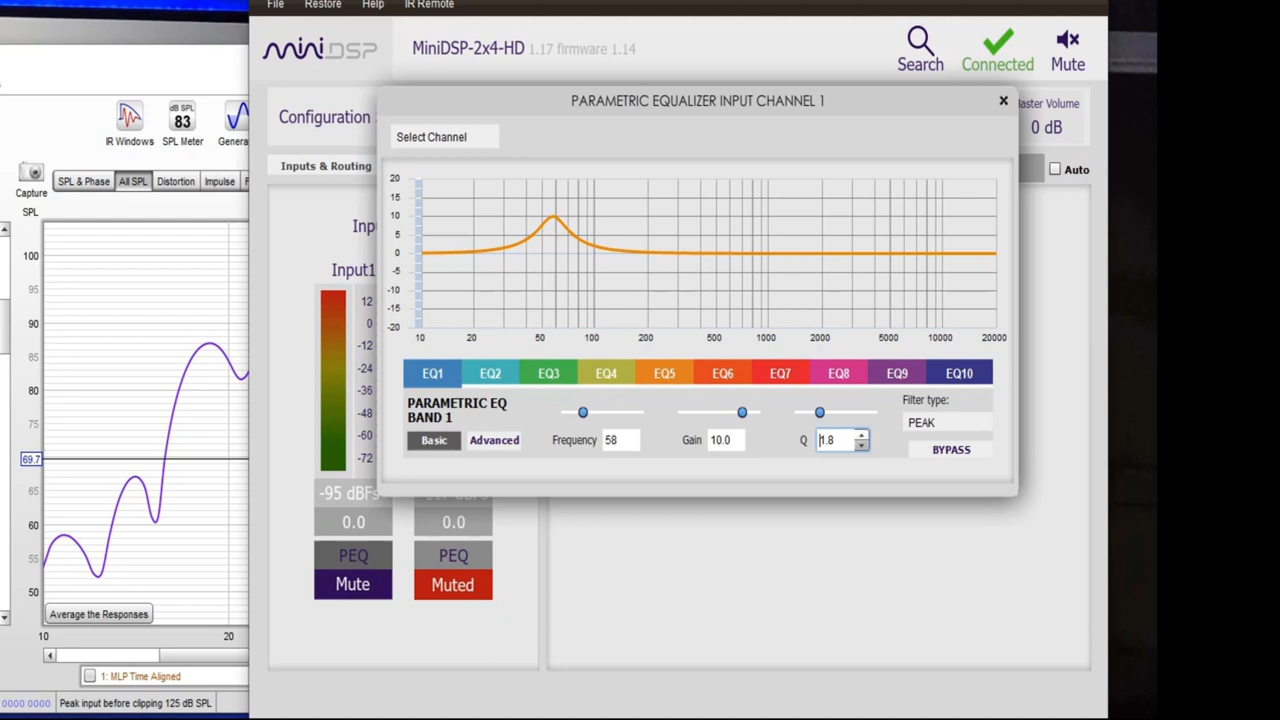 File Restore Help IR Remote
miniDSP MiniDSP-2x4-HD 1.17 firmware 1.14
Search Connected Mute
PARAMETRIC EQUALIZER INPUT CHANNEL 1 x
Configuration
Master Volume
0 dB
Select Channel
Inputs & Routing
Auto
dB SPL
83
IR Windows SPL Meter Genera
Capture
SPL & Phase All SPL Distortion Impulse
SPL
100
95
90
85
80
69.7
65
60
55
50
10 20
Average the Responses
1: MLP Time Aligned
0000 0000 Peak input before clipping 125 dB SPL
Inp
Input1
12
0
-12
-24
-36
-48
-60
-72
20
15
10
5
0
-5
-10
-15
-20
10 20 50 100 200 500 1000 2000 5000 10000 20000
EQ1 EQ2 EQ3 EQ4 EQ5 EQ6 EQ7 EQ8 EQ9 EQ10
PARAMETRIC EQ
BAND 1
Filter type:
PEAK
Basic Advanced Frequency 58 Gain 10.0 Q 1.8
BYPASS
-95 dBFs
0.0 0.0
PEQ PEQ
Mute Muted